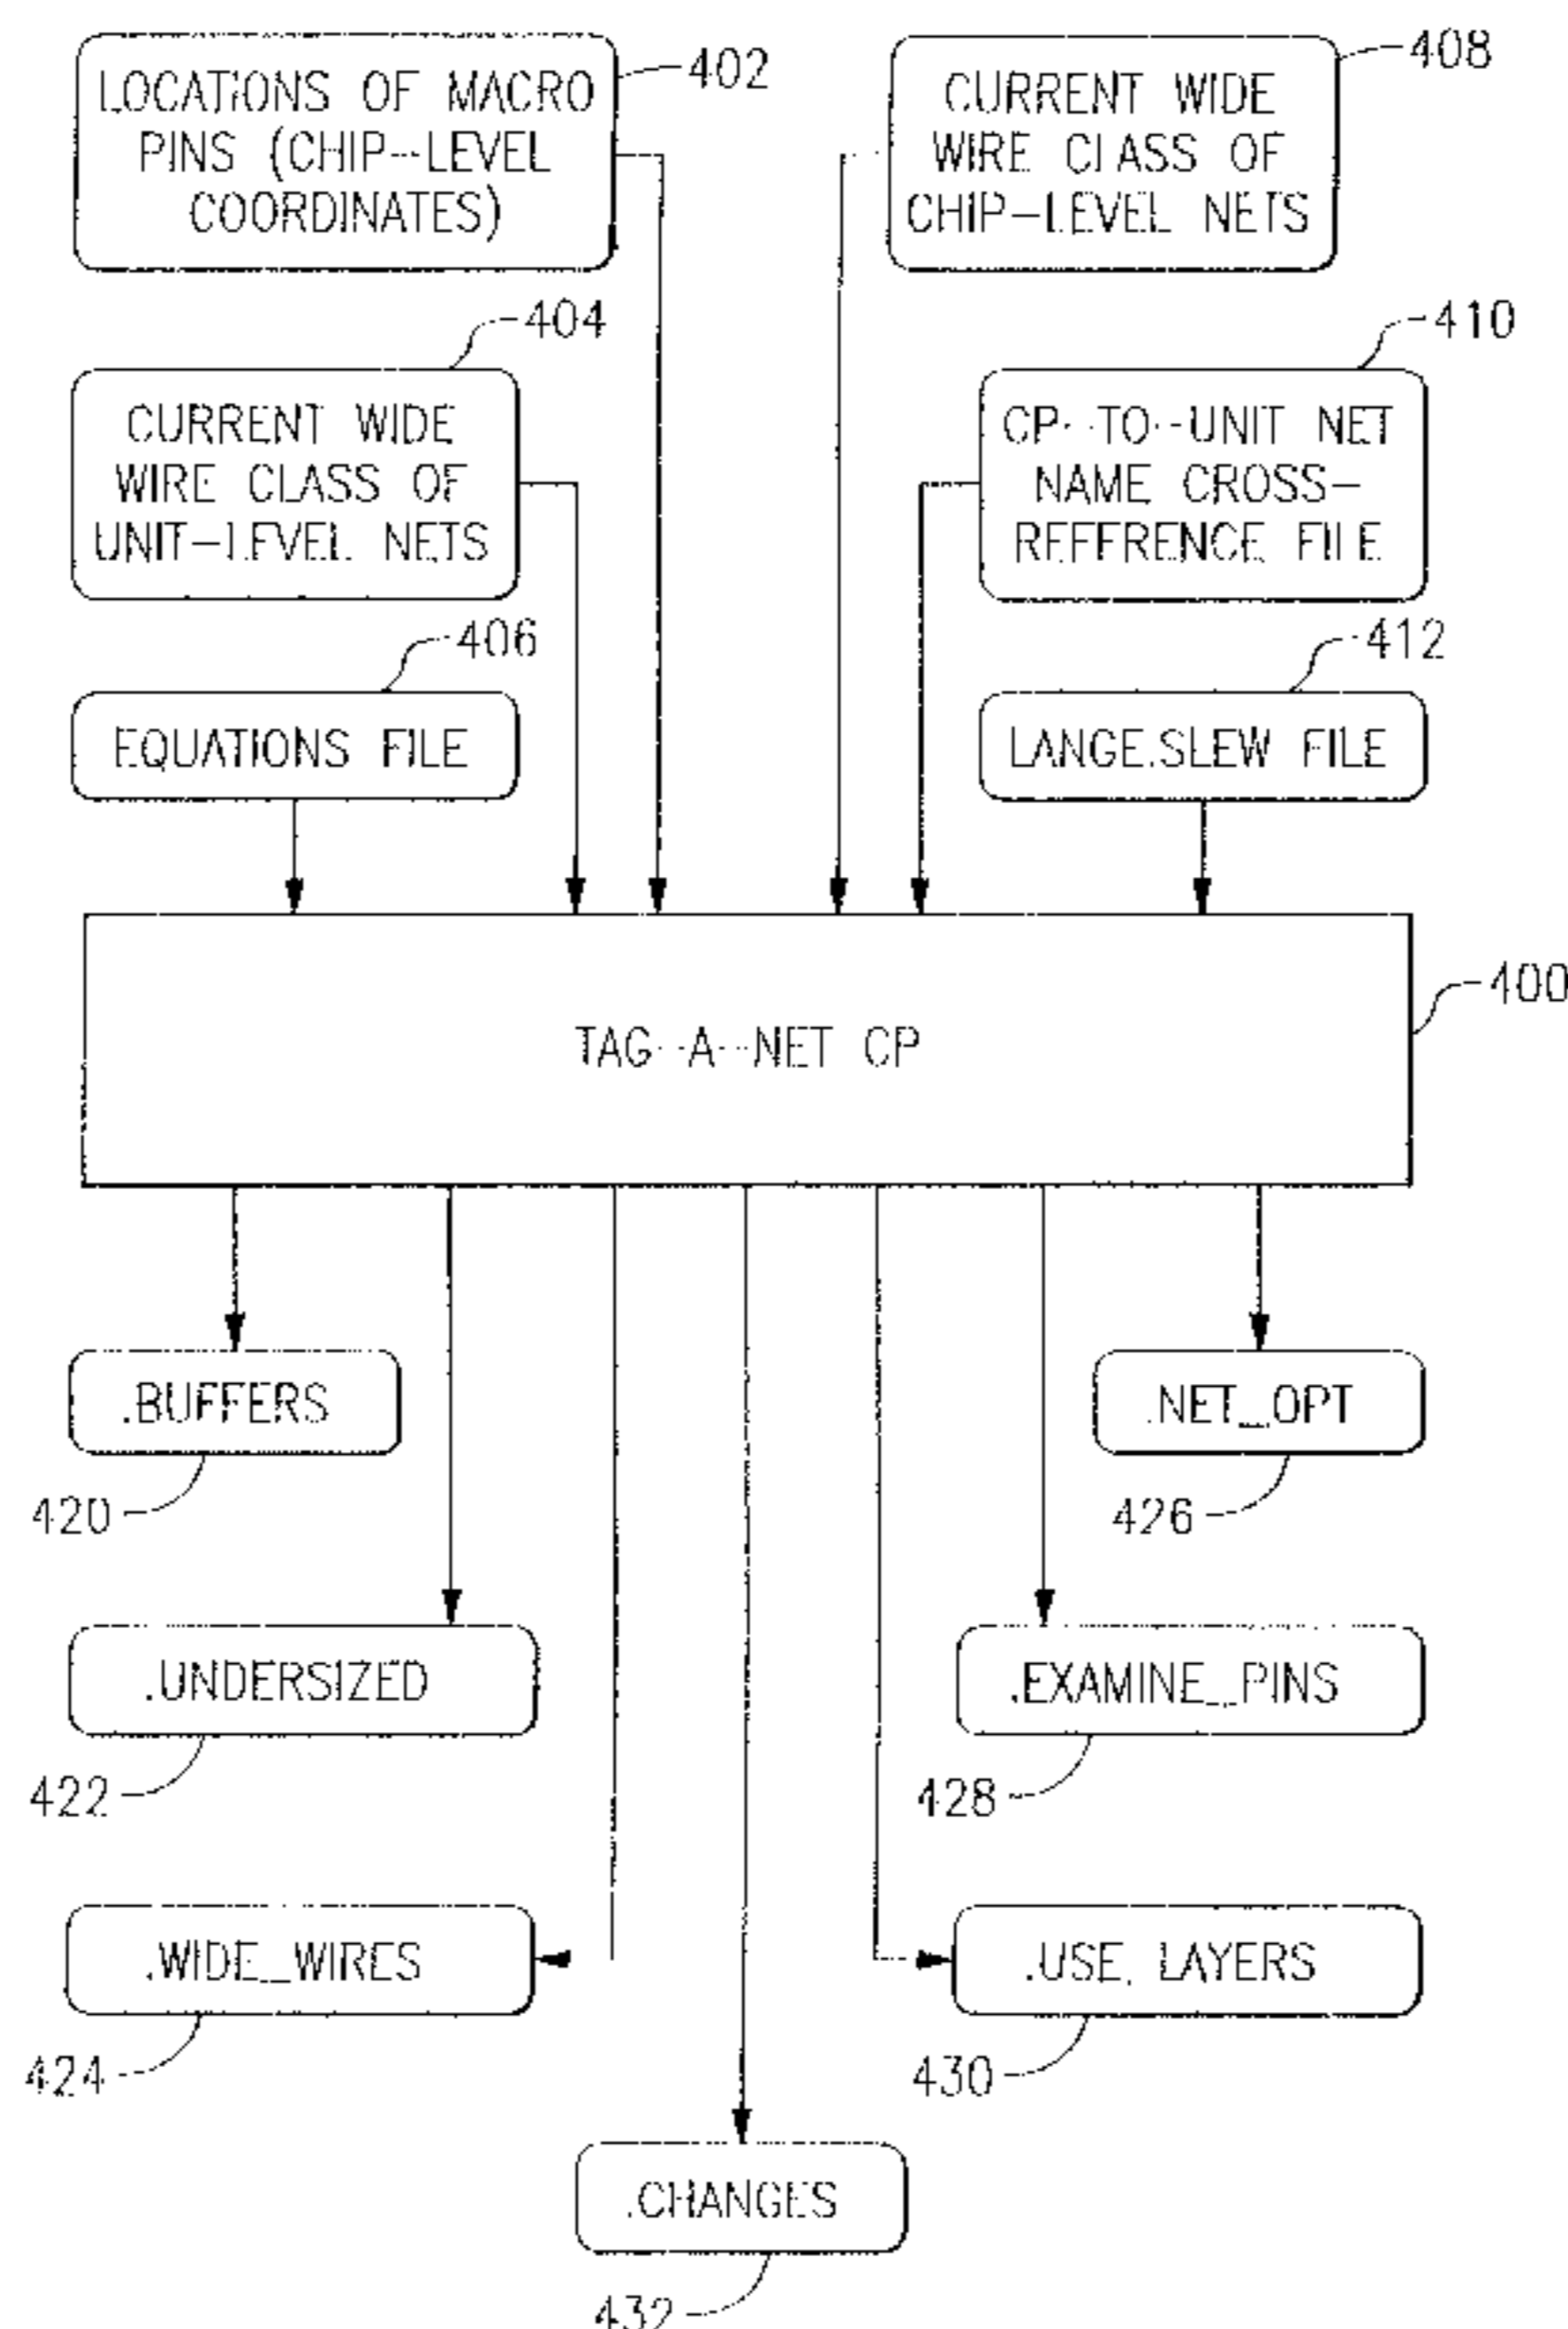 LOCATIONS OF MACRO
PINS (CHIP-LEVEL
COORDINATES)
402
CURRENT WIDE
WIRE CLASS OF
CHIP-LEVEL NETS
408
404
CURRENT WIDE
WIRE CLASS OF
UNIT-LEVEL NETS
410
CP-TO-UNIT NET
NAME CROSS-
REFERENCE FILE
406
EQUATIONS FILE
412
LANGE.SLEW FILE
400
TAG-A-NET CP
.BUFFERS
420
.NET_OPT
426
.UNDERSIZED
422
.EXAMINE_PINS
428
.WIDE_WIRES
424
.USE_LAYERS
430
.CHANGES
432